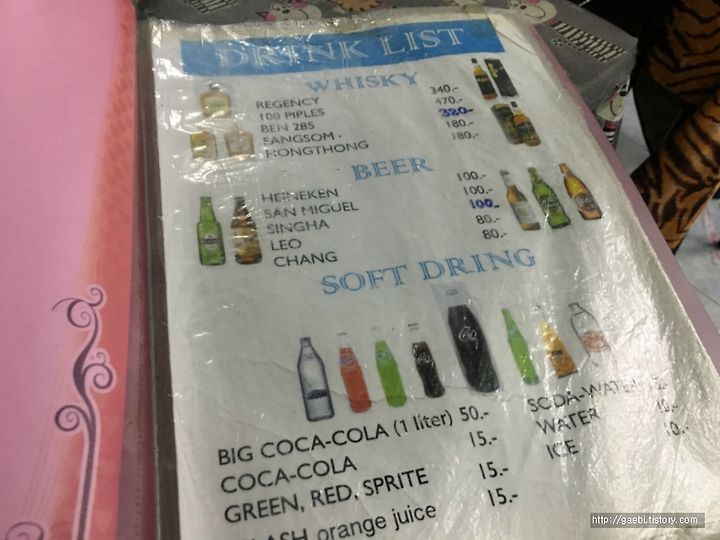 DRINK LIST
WHISKY
REGENCY 340.-
100 PIPLES 470.-
BEN 285 320-
SANGSOM. 180.-
HONGTHONG 180.-
BEER
HEINEKEN 100.-
SAN MIGUEL 100.-
SINGHA 100-
LEO 80.-
CHANG 80.-
SOFT DRING
BIG COCA-COLA (1 liter) 50.-
COCA-COLA 15.-
GREEN, RED, SPRITE 15.-
orange juice 15.-
SODA-WATER
WATER
ICE
http://gaebi.tistory.com